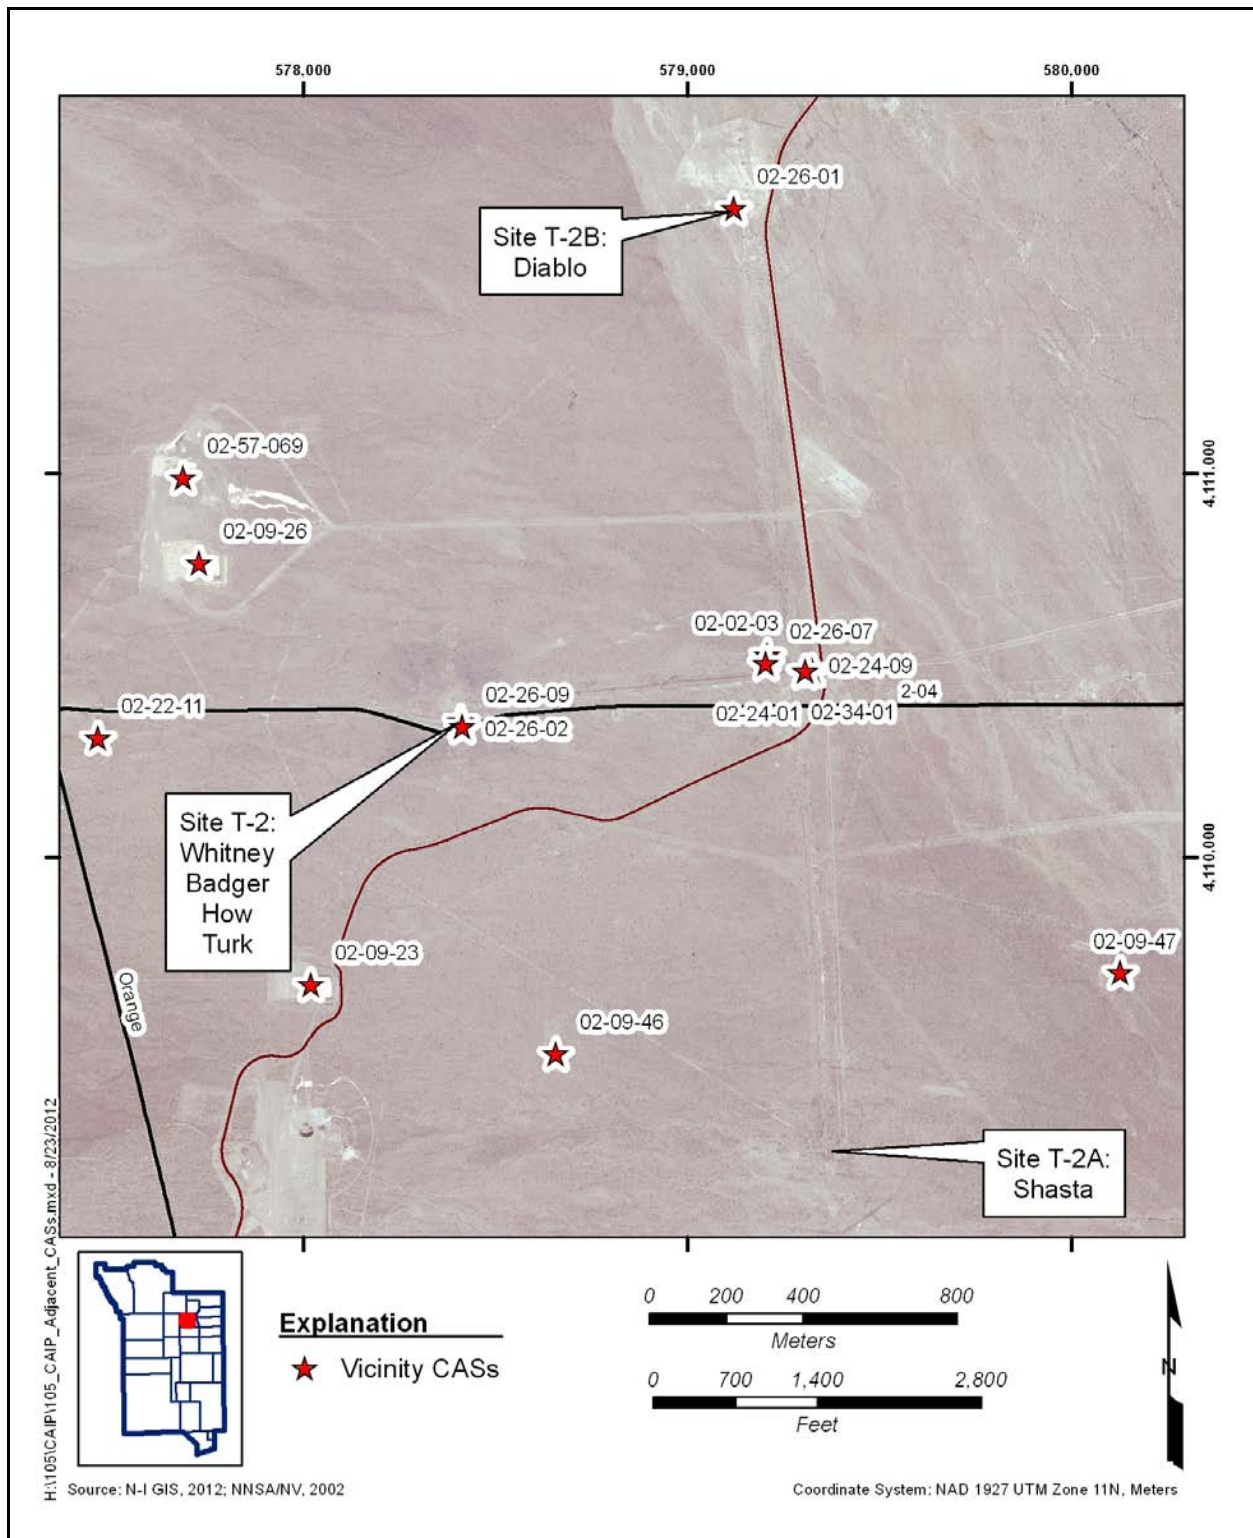 578,000
579,000
580,000
02-26-01
Site T-2B:
Diablo
02-57-069
4,111,000
02-09-26
02-02-03
02-26-07
02-24-09
02-22-11
02-26-09
2-04
02-24-01
02-34-01
02-26-02
Site T-2:
Whitney
Badger
How
Turk
4,110,000
02-09-23
02-09-47
Orange
02-09-46
Site T-2A:
Shasta
H:\105\CAIP\105_CAIP_Adjacent_CASs.mxd - 8/23/2012
Explanation
Vicinity CASs
0 200 400 800
Meters
0 700 1,400 2,800
Feet
N
Source: N-I GIS, 2012; NNSA/NV, 2002
Coordinate System: NAD 1927 UTM Zone 11N, Meters